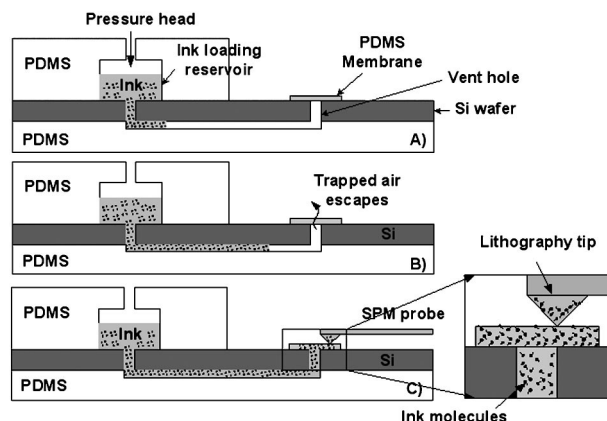 Pressure head
PDMS
Ink loading
reservoir
Ink
PDMS
Membrane
Vent hole
Si wafer
PDMS
A)
PDMS
Trapped air
escapes
Si
PDMS
B)
Lithography tip
PDMS
Ink
SPM probe
Si
PDMS
C)
Ink molecules